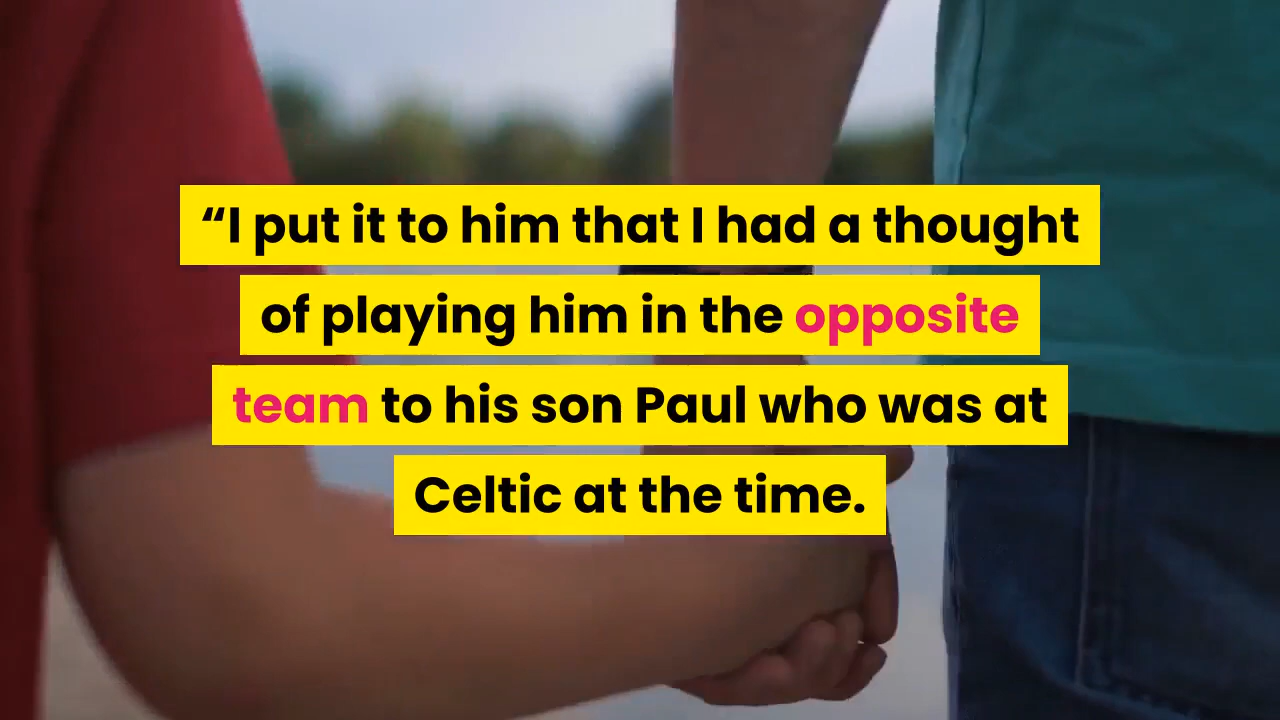 “I put it to him that I had a thought
of playing him in the opposite
team to his son Paul who was at
Celtic at the time.